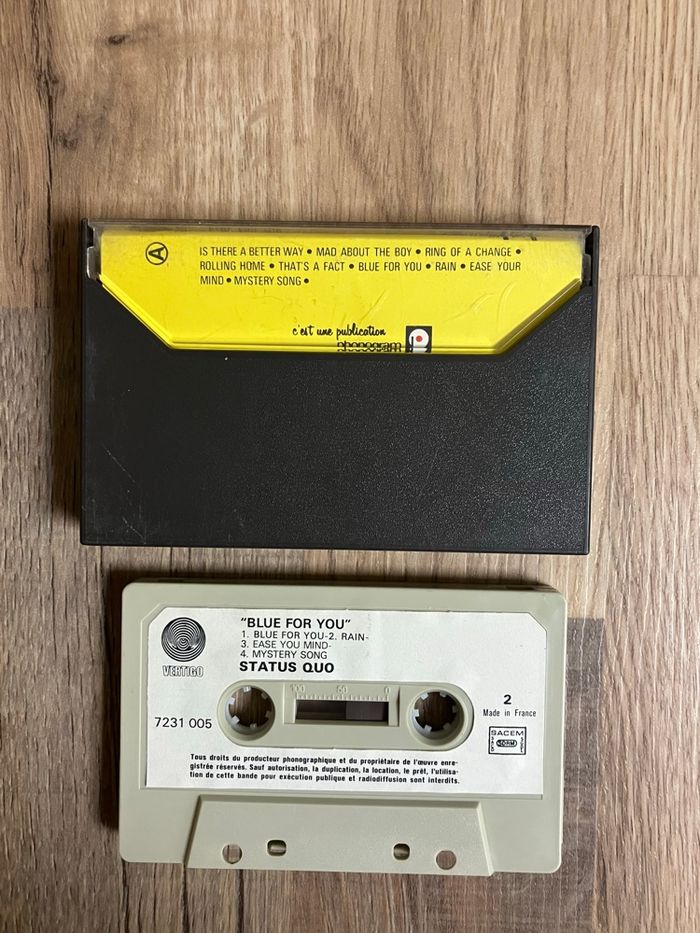 A
IS THERE A BETTER WAY • MAD ABOUT THE BOY • RING OF A CHANGE •
ROLLING HOME • THAT'S A FACT • BLUE FOR YOU • RAIN • EASE YOUR
MIND • MYSTERY SONG •
c'est une publication
phonogram
"BLUE FOR YOU"
1. BLUE FOR YOU-2. RAIN-
3. EASE YOU MIND-
4. MYSTERY SONG
STATUS QUO
VERTIGO
100 50 0
7231 005
2
Made in France
SACEM
SDRM
Tous droits du producteur phonographique et du propriétaire de l'œuvre enre-
gistrée réservés. Sauf autorisation, la duplication, la location, le prêt, l'utilisa-
tion de cette bande pour exécution publique et radiodiffusion sont interdits.